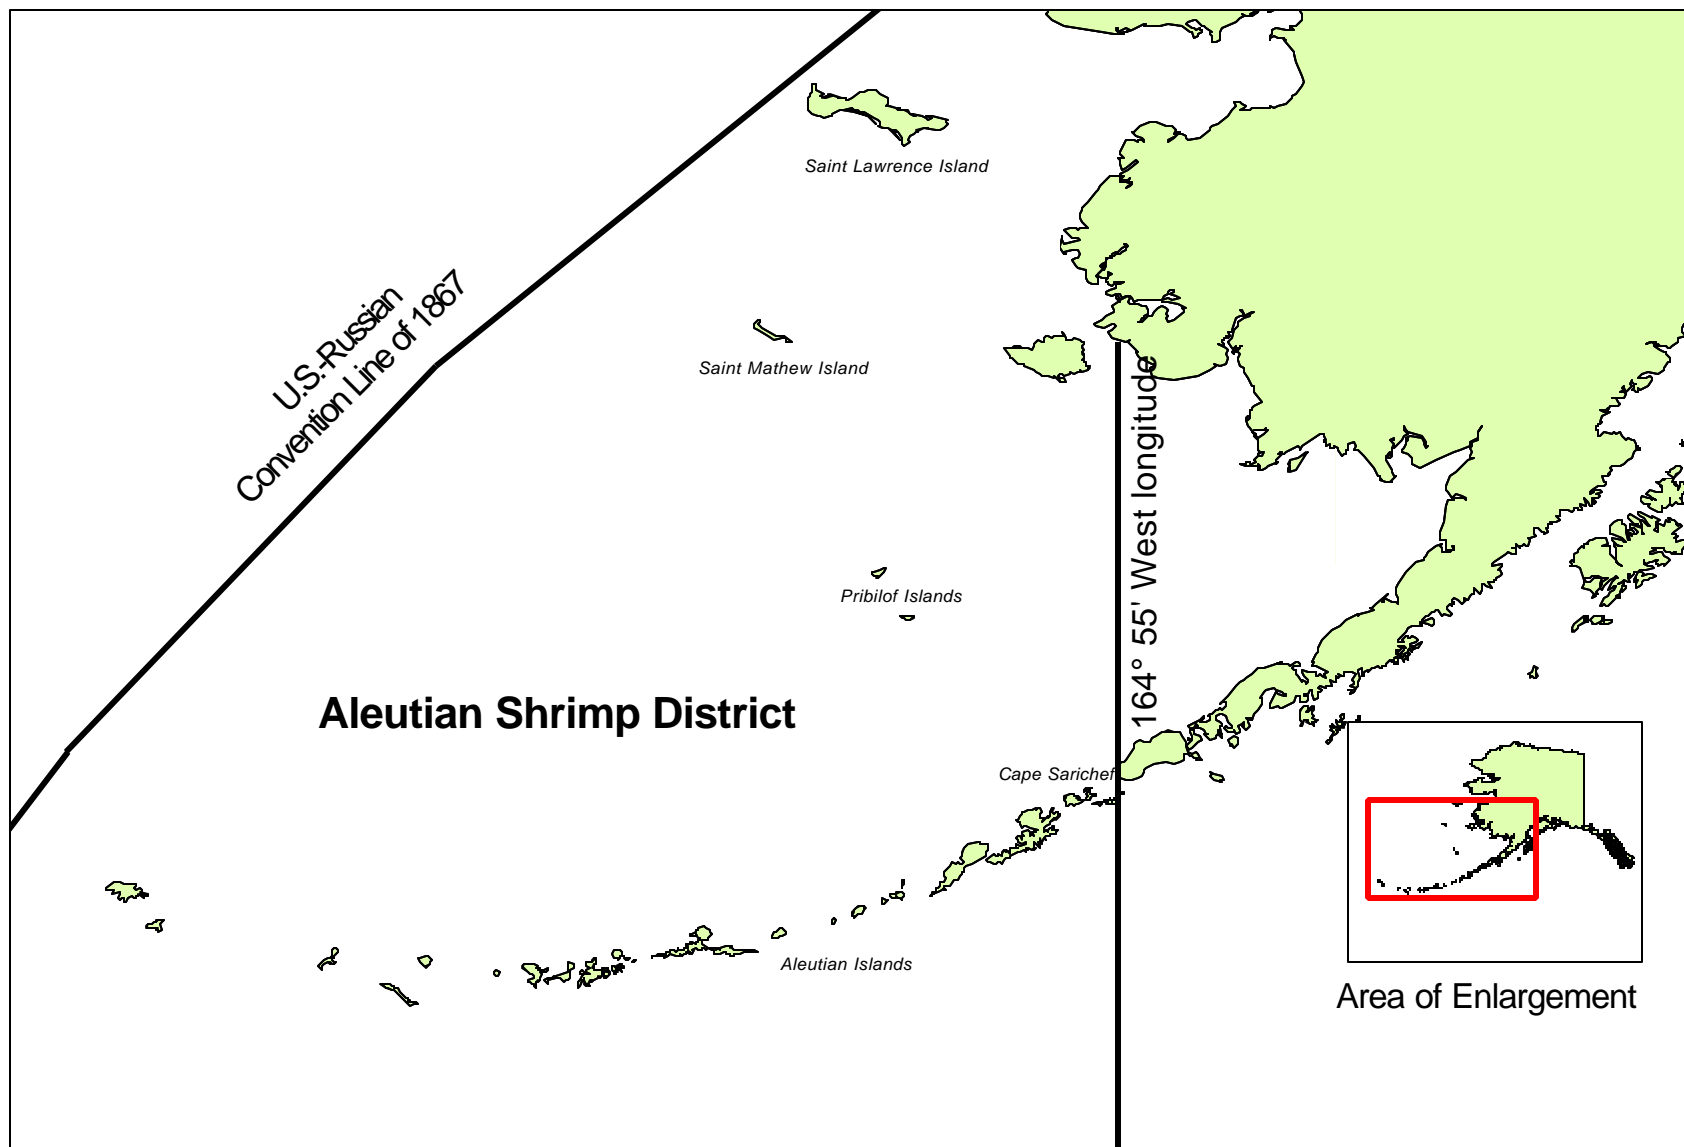 Saint Lawrence Island
U.S.-Russian
Convention Line of 1867
Saint Mathew Island
164° 55' West longitude
Pribilof Islands
Aleutian Shrimp District
Cape Sarichef
Aleutian Islands
Area of Enlargement